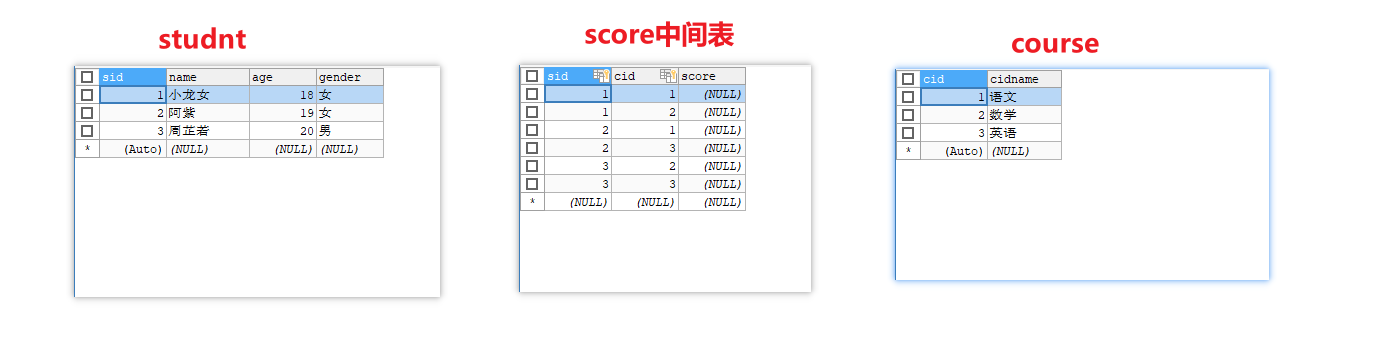 studnt
sid name age gender
1 小龙女 18 女
2 阿紫 19 女
3 周芷若 20 男
* (Auto) (NULL) (NULL) (NULL)
score中间表
sid cid score
1 1 (NULL)
1 2 (NULL)
2 1 (NULL)
2 3 (NULL)
3 2 (NULL)
3 3 (NULL)
* (NULL) (NULL) (NULL)
course
cid cidname
1 语文
2 数学
3 英语
* (Auto) (NULL)